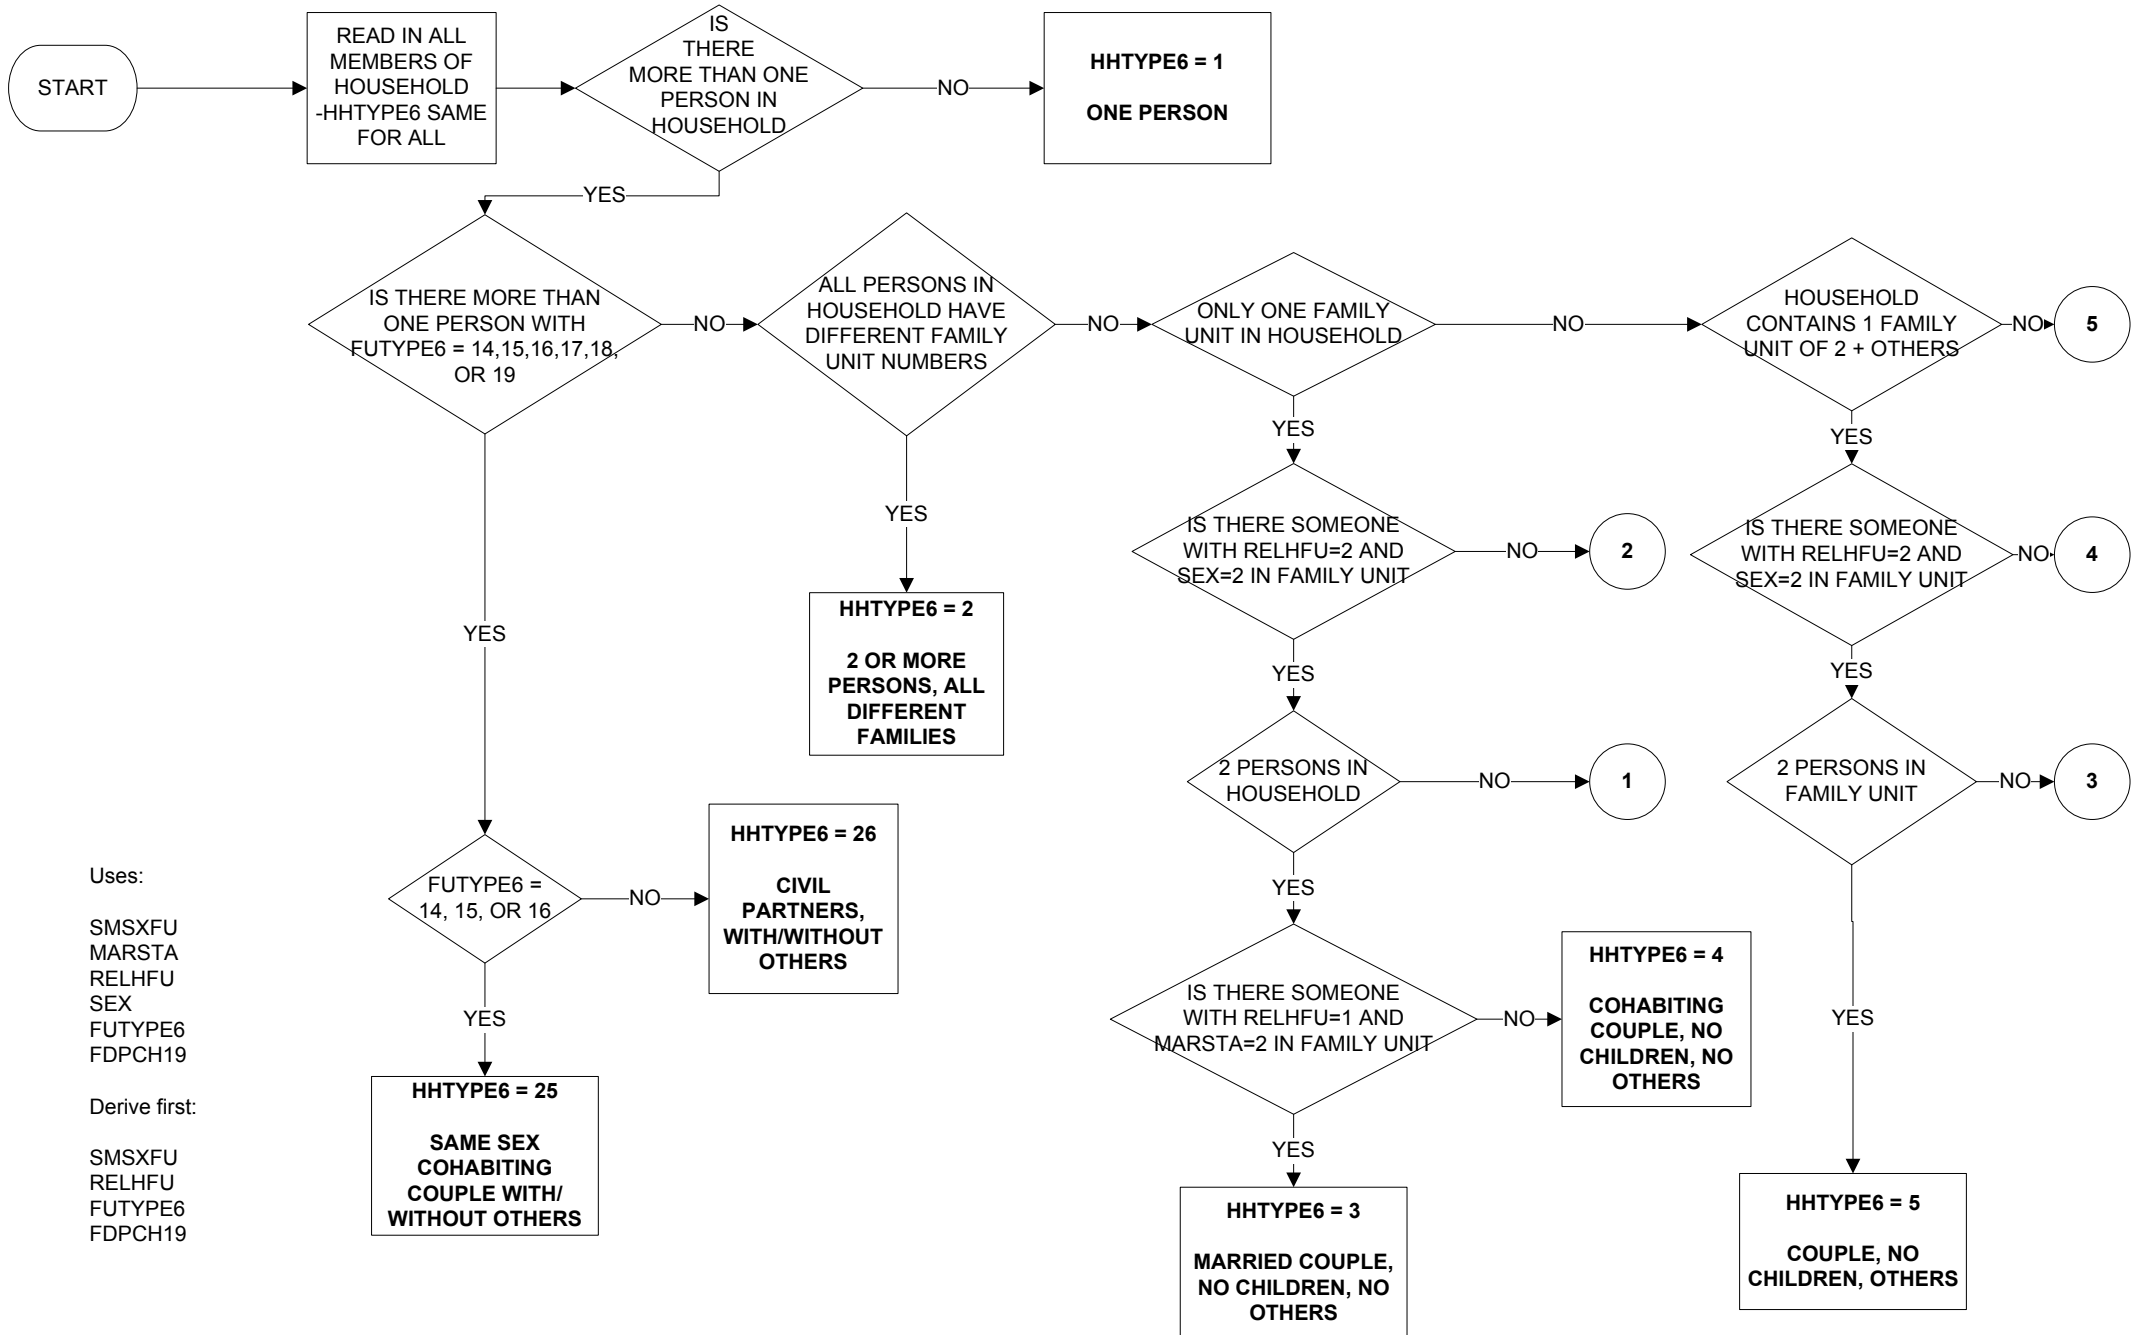 START
READ IN ALL
MEMBERS OF
HOUSEHOLD
-HHTYPE6 SAME
FOR ALL
IS
THERE
MORE THAN ONE
PERSON IN
HOUSEHOLD
NO
HHTYPE6 = 1
ONE PERSON
YES
IS THERE MORE THAN
ONE PERSON WITH
FUTYPE6 = 14,15,16,17,18,
OR 19
NO
ALL PERSONS IN
HOUSEHOLD HAVE
DIFFERENT FAMILY
UNIT NUMBERS
NO
ONLY ONE FAMILY
UNIT IN HOUSEHOLD
NO
HOUSEHOLD
CONTAINS 1 FAMILY
UNIT OF 2 + OTHERS
NO
5
YES
YES
YES
YES
IS THERE SOMEONE
WITH RELHFU=2 AND
SEX=2 IN FAMILY UNIT
NO
2
IS THERE SOMEONE
WITH RELHFU=2 AND
SEX=2 IN FAMILY UNIT
NO
4
HHTYPE6 = 2
2 OR MORE
PERSONS, ALL
DIFFERENT
FAMILIES
YES
YES
2 PERSONS IN
HOUSEHOLD
NO
1
2 PERSONS IN
FAMILY UNIT
NO
3
FUTYPE6 =
14, 15, OR 16
NO
HHTYPE6 = 26
CIVIL
PARTNERS,
WITH/WITHOUT
OTHERS
YES
IS THERE SOMEONE
WITH RELHFU=1 AND
MARSTA=2 IN FAMILY UNIT
NO
HHTYPE6 = 4
COHABITING
COUPLE, NO
CHILDREN, NO
OTHERS
YES
YES
HHTYPE6 = 25
SAME SEX
COHABITING
COUPLE WITH/
WITHOUT OTHERS
YES
HHTYPE6 = 3
MARRIED COUPLE,
NO CHILDREN, NO
OTHERS
HHTYPE6 = 5
COUPLE, NO
CHILDREN, OTHERS
Uses:
SMSXFU
MARSTA
RELHFU
SEX
FUTYPE6
FDPCH19
Derive first:
SMSXFU
RELHFU
FUTYPE6
FDPCH19